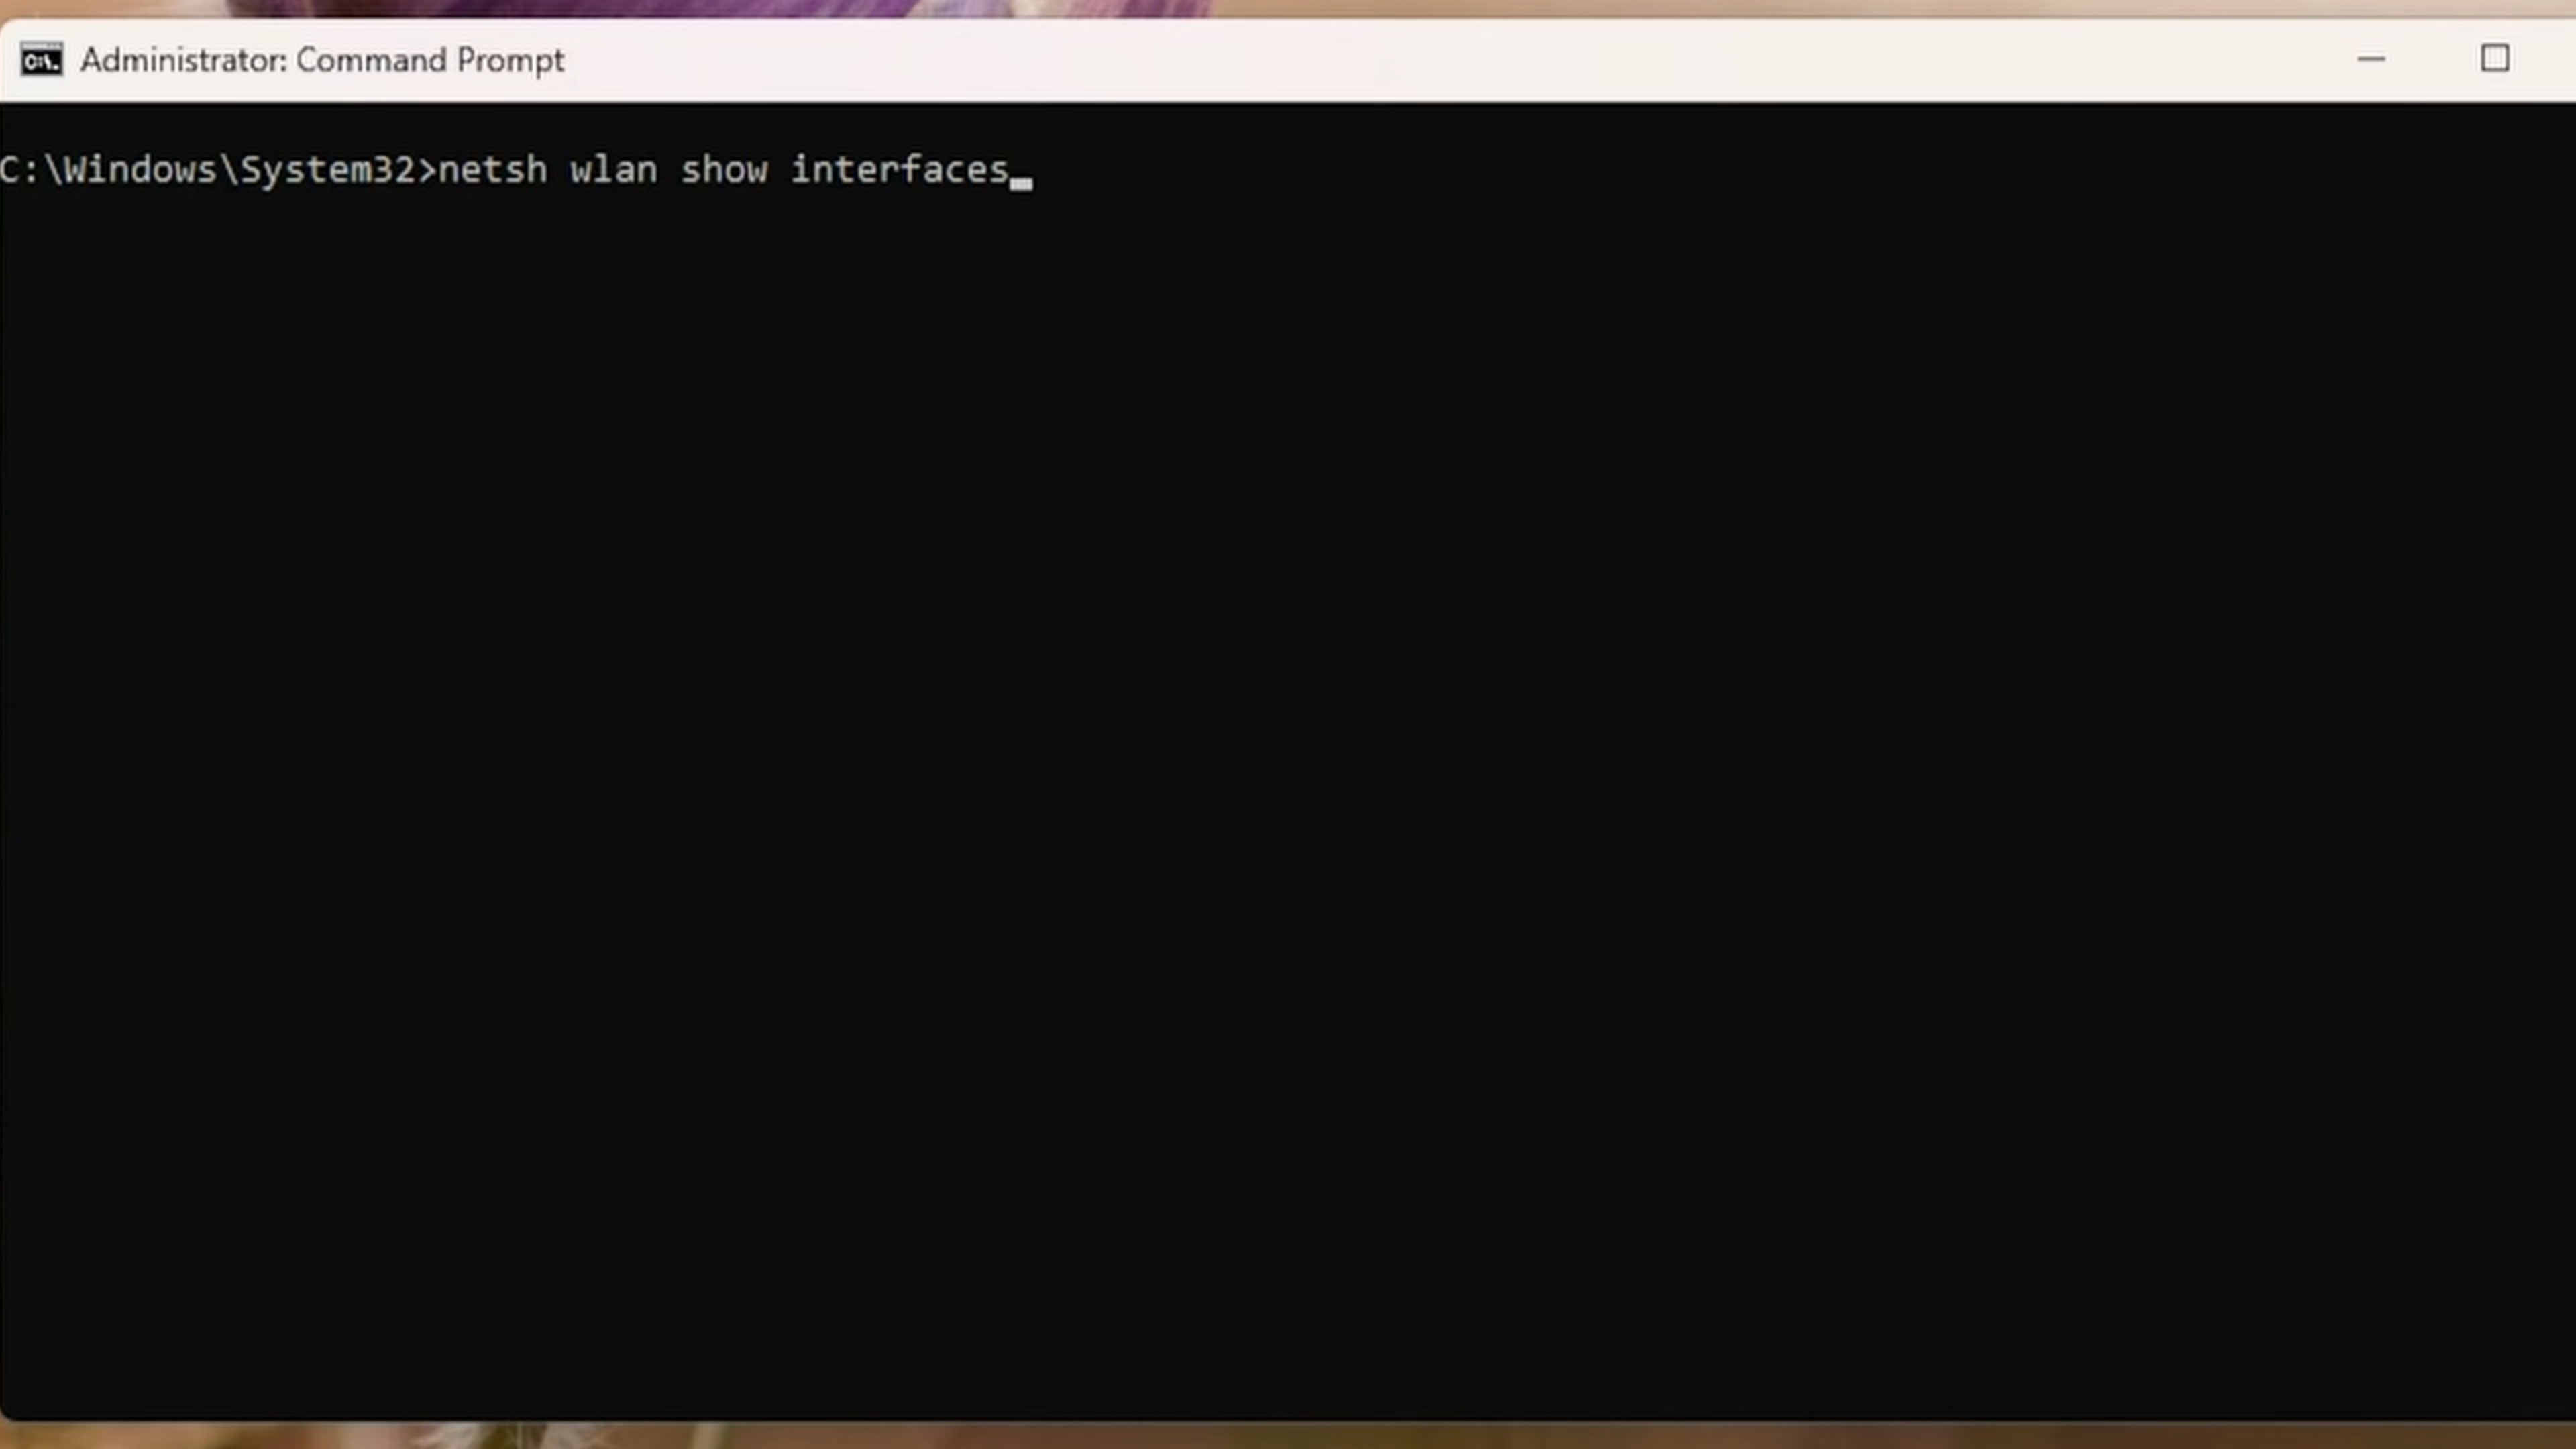 Administrator: Command Prompt
C:\Windows\System32>netsh wlan show interfaces